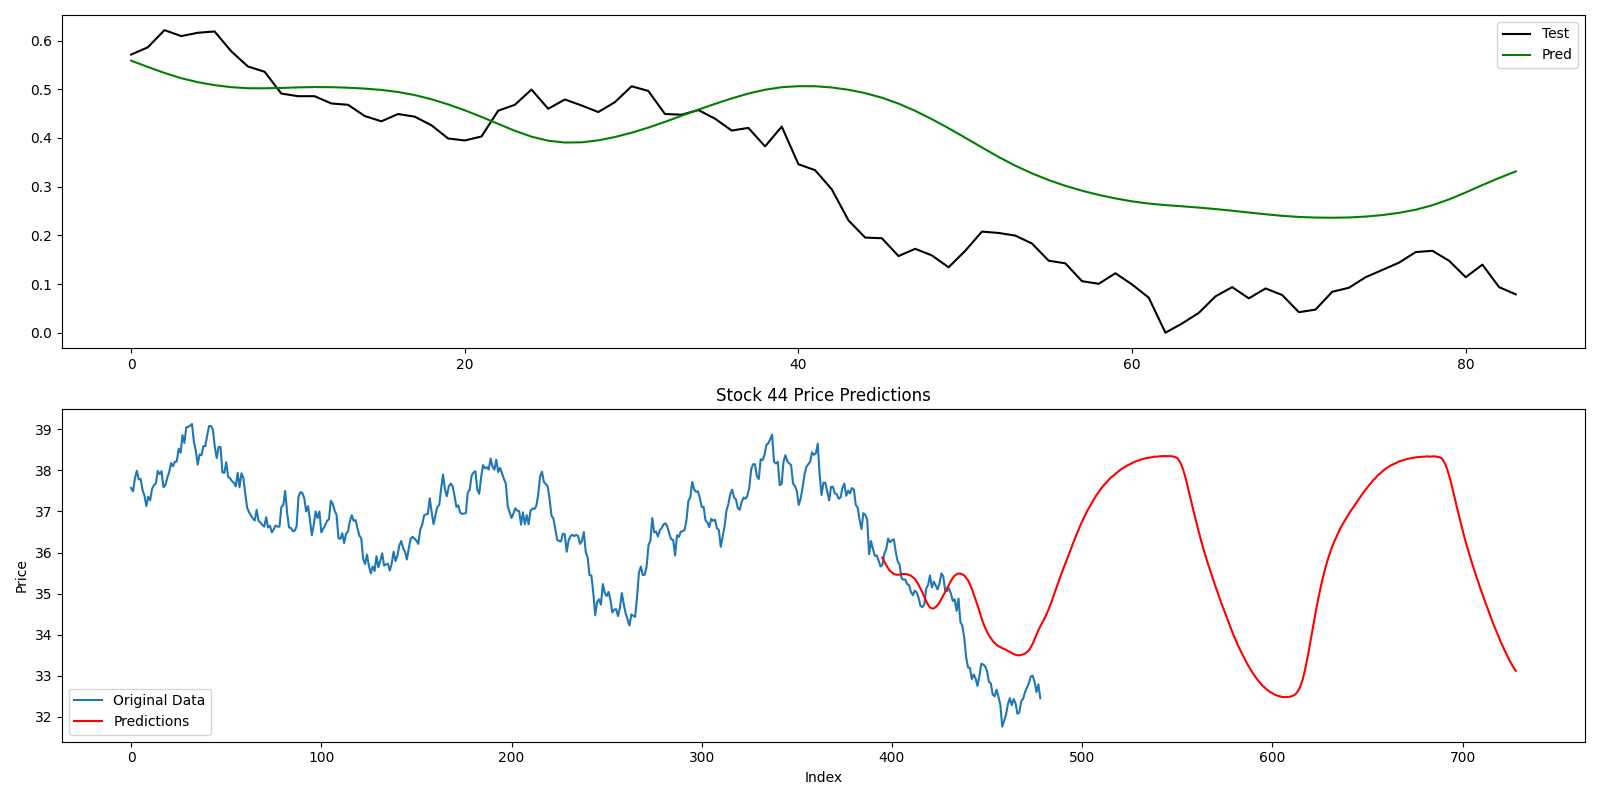 0.6
0.5
0.4
0.3
0.2
0.1
0.0
0 20 40 60 80
Test
Pred
Stock 44 Price Predictions
39
38
37
36
35
34
33
32
Price
Original Data
Predictions
0 100 200 300 400 500 600 700
Index